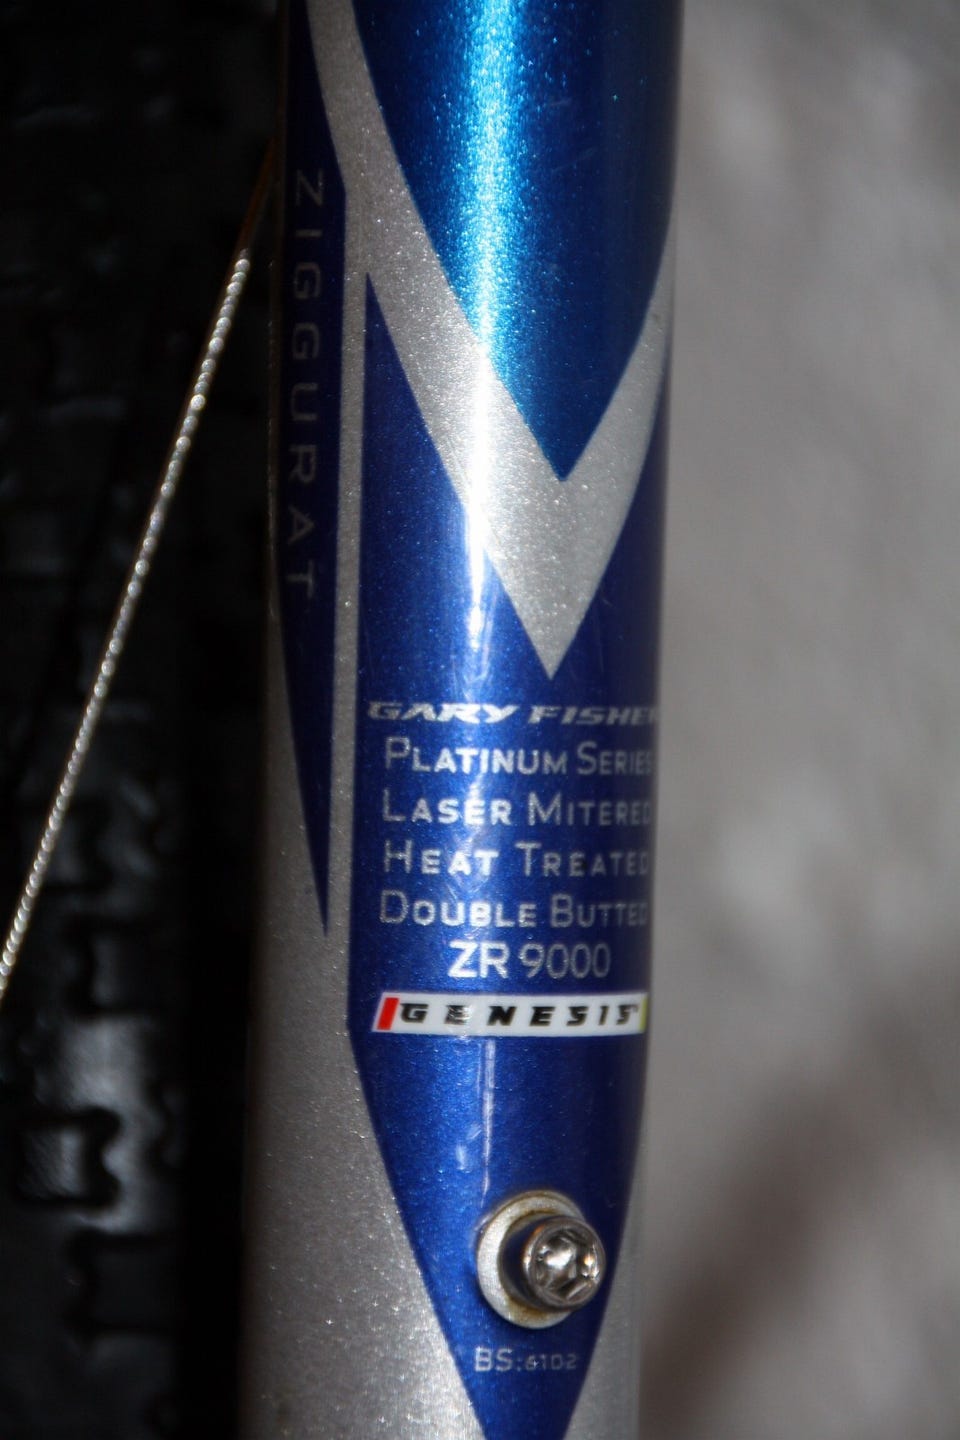 ZIGGURAT
GARY FISHER
PLATINUM SERIES
LASER MITERED
HEAT TREATED
DOUBLE BUTTED
ZR 9000
GENESIS
BS:6102